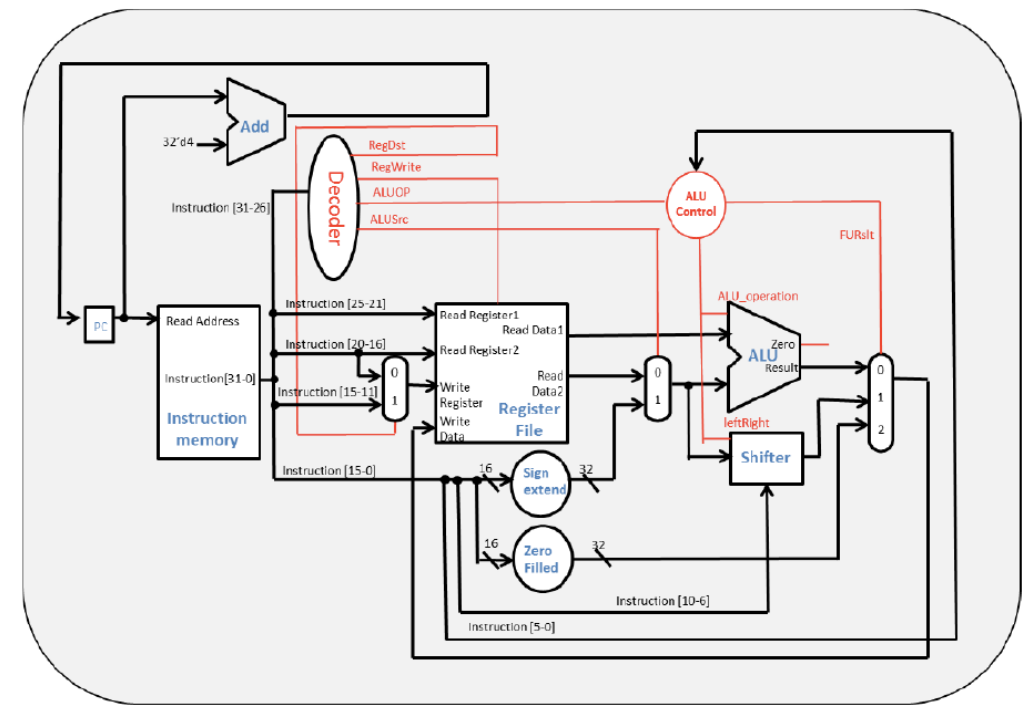 Add
32'd4
RegDst
RegWrite
ALUOP
ALUSrc
Decoder
Instruction [31-26]
ALU
Control
FURslt
PC
Read Address
Instruction[31-0]
Instruction
memory
Instruction [25-21]
Instruction [20-16]
Instruction [15-11]
0
1
Read Register1
Read Data1
Read Register2
Read
Data2
Write
Register
Write
Data
Register
File
0
1
ALU_operation
Zero
ALU
Result
0
1
2
leftRight
Shifter
Instruction [15-0]
16
Sign
extend
32
16
Zero
Filled
32
Instruction [10-6]
Instruction [5-0]